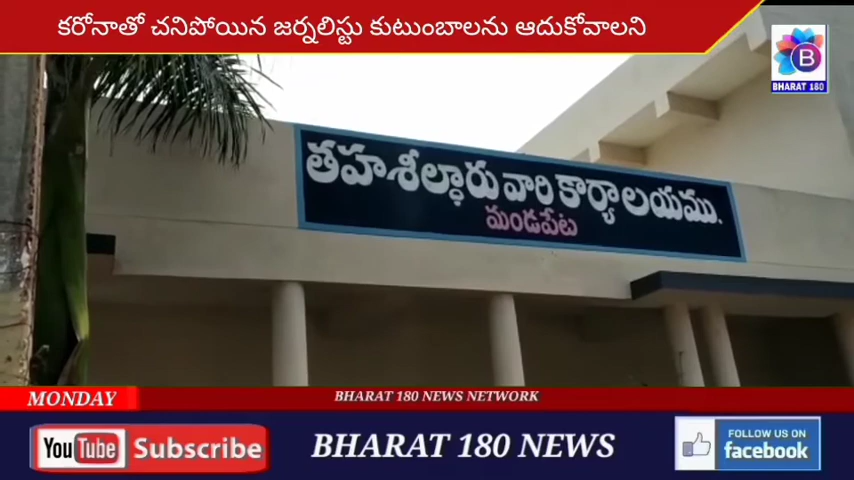 కరోనాతో చనిపోయిన జర్నలిస్టు కుటుంబాలను ఆదుకోవాలని
B
BHARAT 180
తహశీల్ధారు వారి కార్యాలయము.
మండపేట
MONDAY
BHARAT 180 NEWS NETWORK
YouTube Subscribe
BHARAT 180 NEWS
FOLLOW US ON
facebook